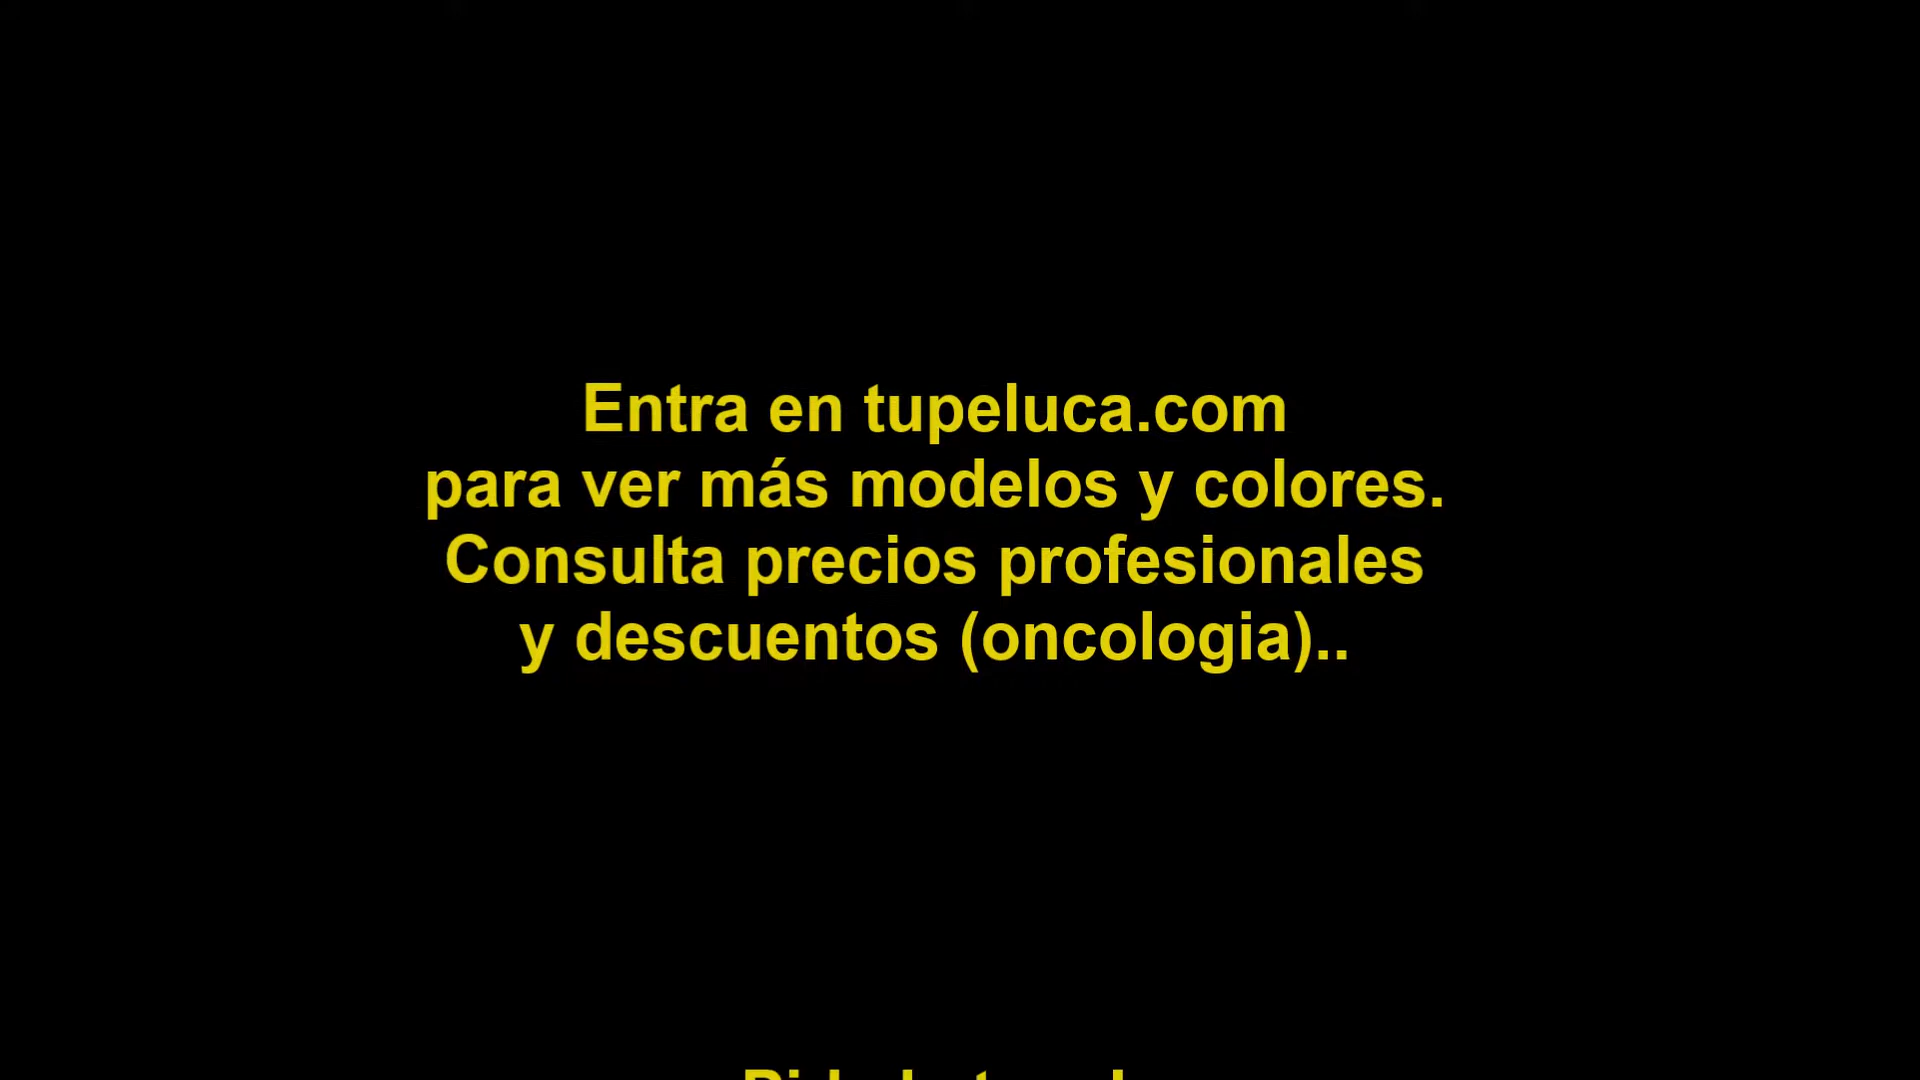 Entra en tupeluca.com
para ver más modelos y colores.
Consulta precios profesionales
y descuentos (oncologia)..